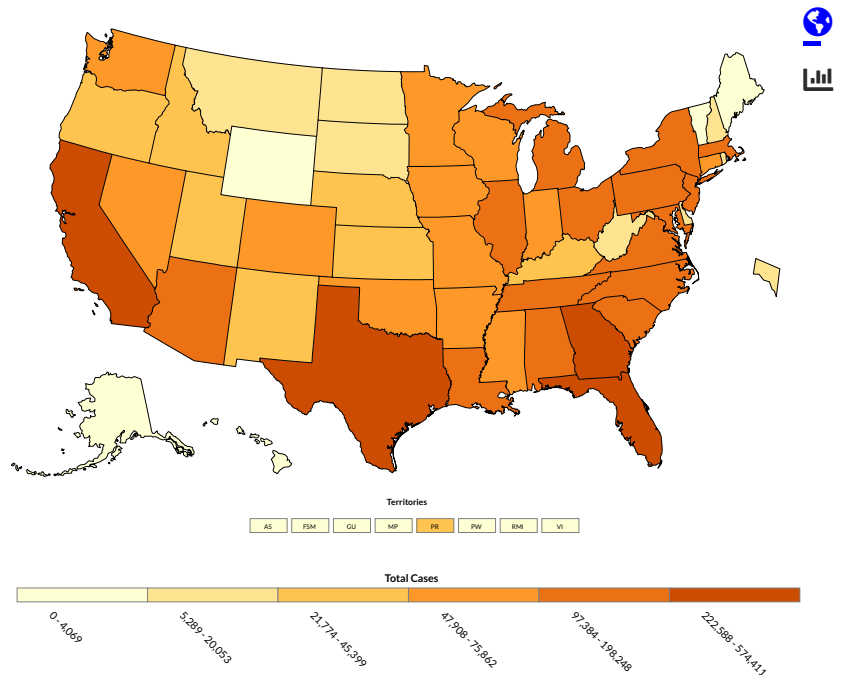 Territories
AS FSM GU MP PR PW RMI VI
Total Cases
0 - 4,069 5,289 - 20,053 21,774 - 45,399 47,908 - 75,862 97,384 - 198,248 222,588 - 574,411